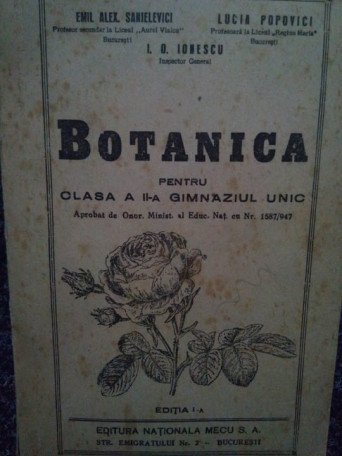 EMIL ALEX. SANIELEVICI
Profesor secundar la Liceul „Aurel Vlaicu"
București
LUCIA POPOVICI
Profesoară la Liceul „Regina Maria"
București
I. O. IONESCU
Inspector General
BOTANICA
PENTRU
CLASA A II-A GIMNAZIUL UNIC
Aprobat de Onor. Minist. al Educ. Naț. cu Nr. 1587/947
EDIȚIA I-A
EDITURA NAȚIONALA MECU S. A.
STR. EMIGRATULUI Nr. 2 — BUCUREȘTI